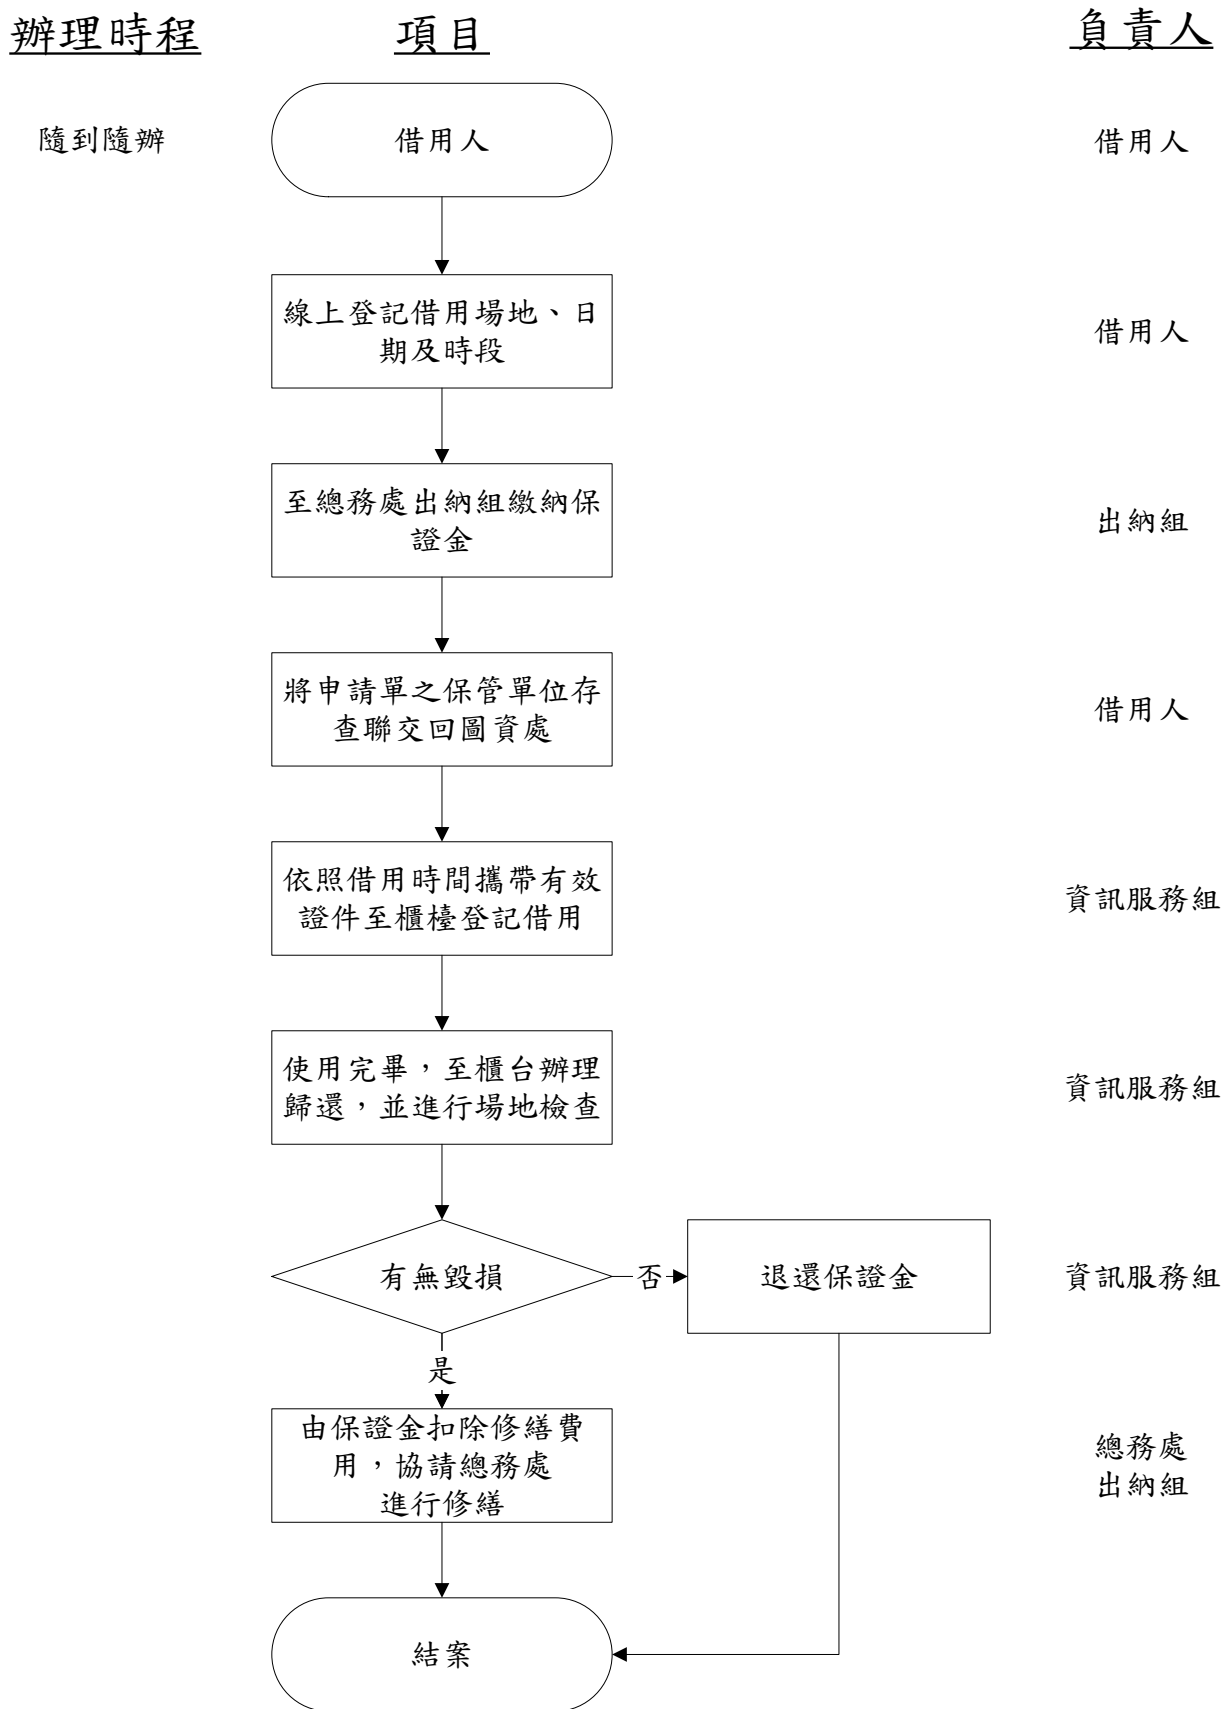 辦理時程 項目 負責人
隨到隨辦 借用人 借用人
線上登記借用場地、日
期及時段
借用人
至總務處出納組繳納保
證金
出納組
將申請單之保管單位存
查聯交回圖資處
借用人
依照借用時間攜帶有效
證件至櫃檯登記借用
資訊服務組
使用完畢，至櫃台辦理
歸還，並進行場地檢查
資訊服務組
有無毀損 否 退還保證金 資訊服務組
是
由保證金扣除修繕費
用，協請總務處
進行修繕
總務處
出納組
結案